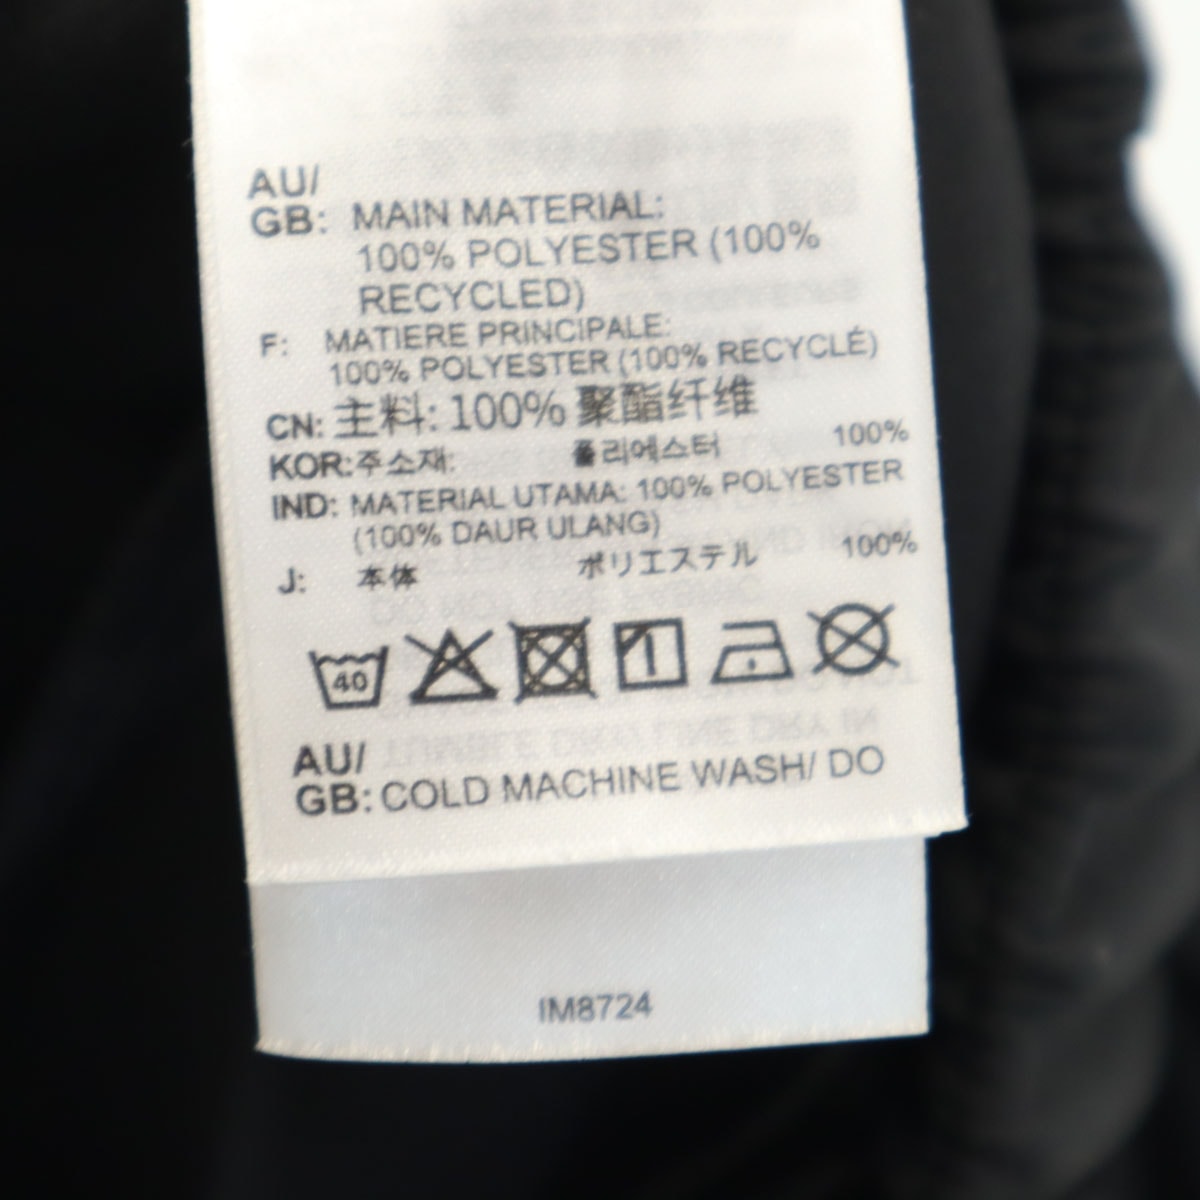 AU/
GB: MAIN MATERIAL:
100% POLYESTER (100%
RECYCLED)
F: MATIERE PRINCIPALE:
100% POLYESTER (100% RECYCLÉ)
CN: 主料: 100% 聚酯纤维
KOR: 주소재: 폴리에스터 100%
IND: MATERIAL UTAMA: 100% POLYESTER
(100% DAUR ULANG)
J: 本体 ポリエステル 100%
40
AU/
GB: COLD MACHINE WASH/ DO
IM8724